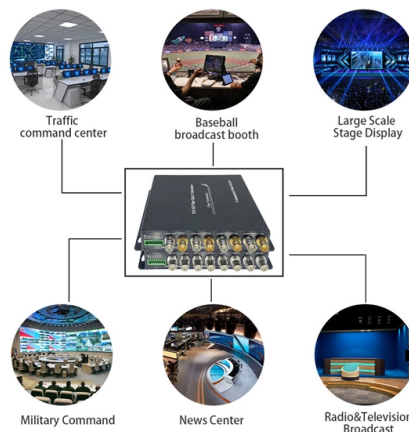 Traffic
command center
Baseball
broadcast booth
Large Scale
Stage Display
Military Command
News Center
Radio&Television
Broadcast